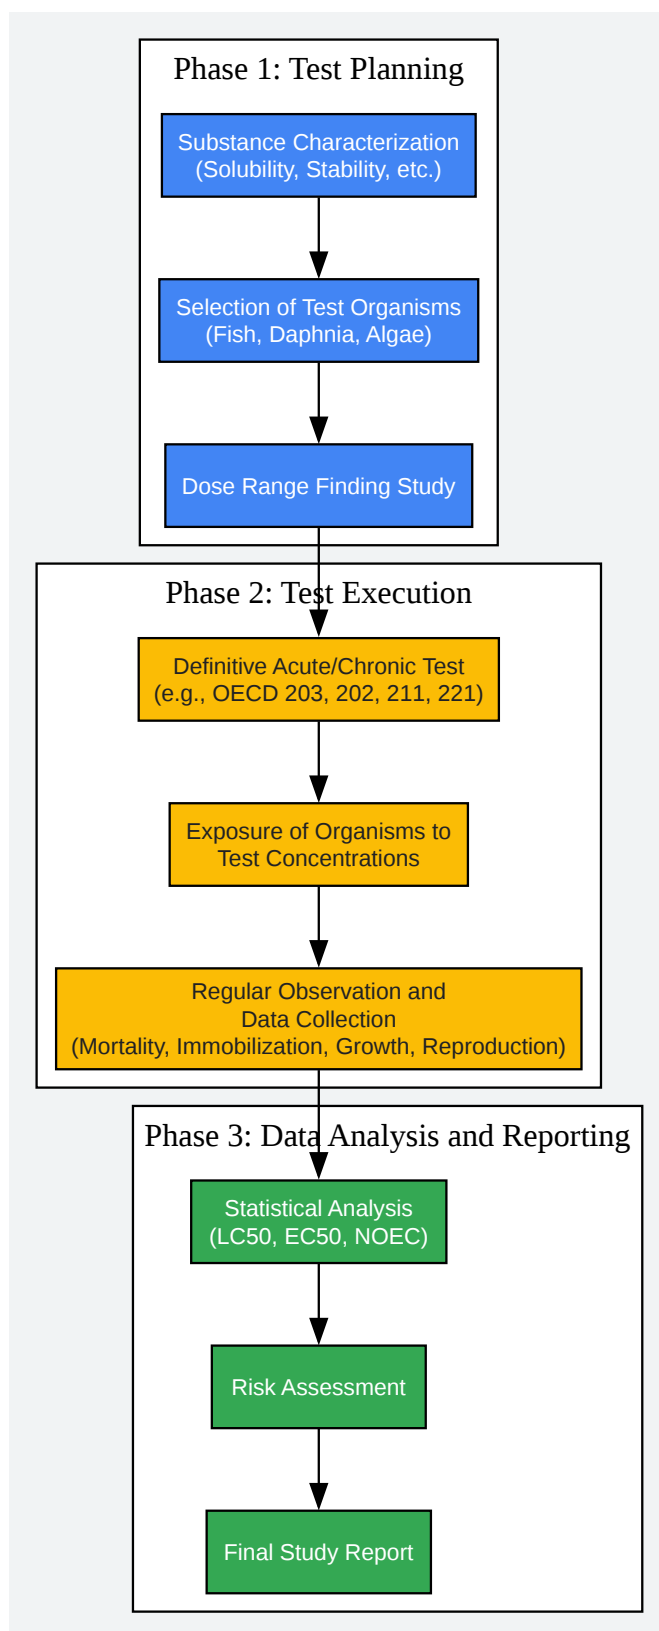 Phase 1: Test Planning
Substance Characterization
(Solubility, Stability, etc.)
Selection of Test Organisms
(Fish, Daphnia, Algae)
Dose Range Finding Study
Phase 2: Test Execution
Definitive Acute/Chronic Test
(e.g., OECD 203, 202, 211, 221)
Exposure of Organisms to
Test Concentrations
Regular Observation and
Data Collection
(Mortality, Immobilization, Growth, Reproduction)
Phase 3: Data Analysis and Reporting
Statistical Analysis
(LC50, EC50, NOEC)
Risk Assessment
Final Study Report